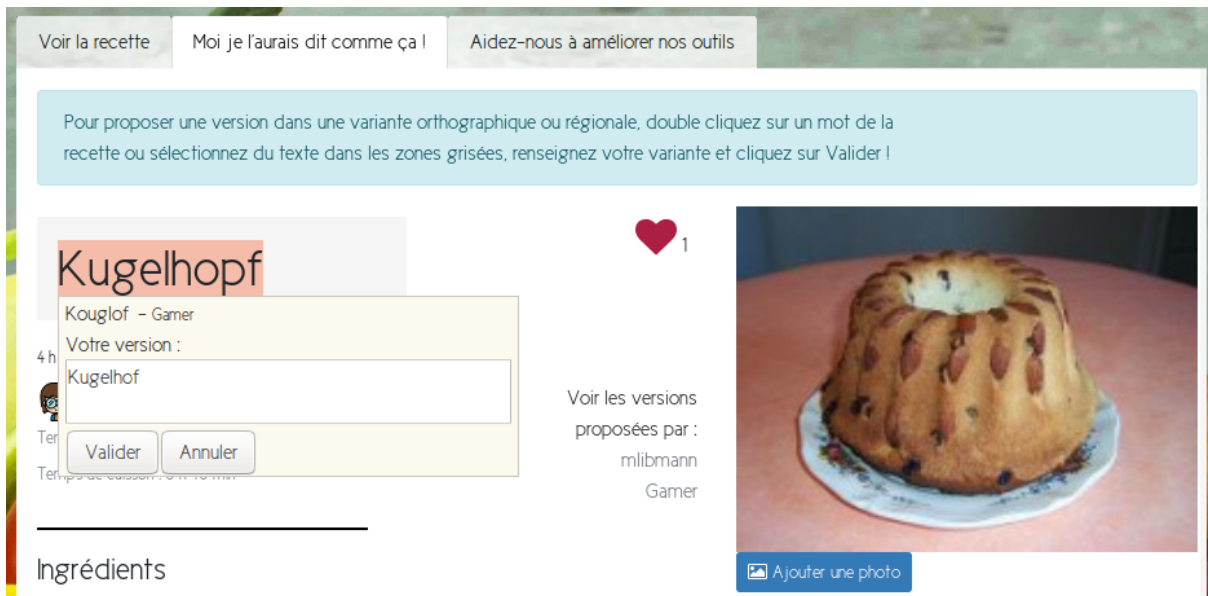 Voir la recette
Moi je l'aurais dit comme ça !
Aidez-nous à améliorer nos outils
Pour proposer une version dans une variante orthographique ou régionale, double cliquez sur un mot de la
recette ou sélectionnez du texte dans les zones grisées, renseignez votre variante et cliquez sur Valider !
Kugelhopf
1
Kouglof - Gamer
Votre version :
Kugelhof
Valider
Annuler
4 h
Voir les versions
proposées par :
mlibmann
Gamer
Ingrédients
Ajouter une photo